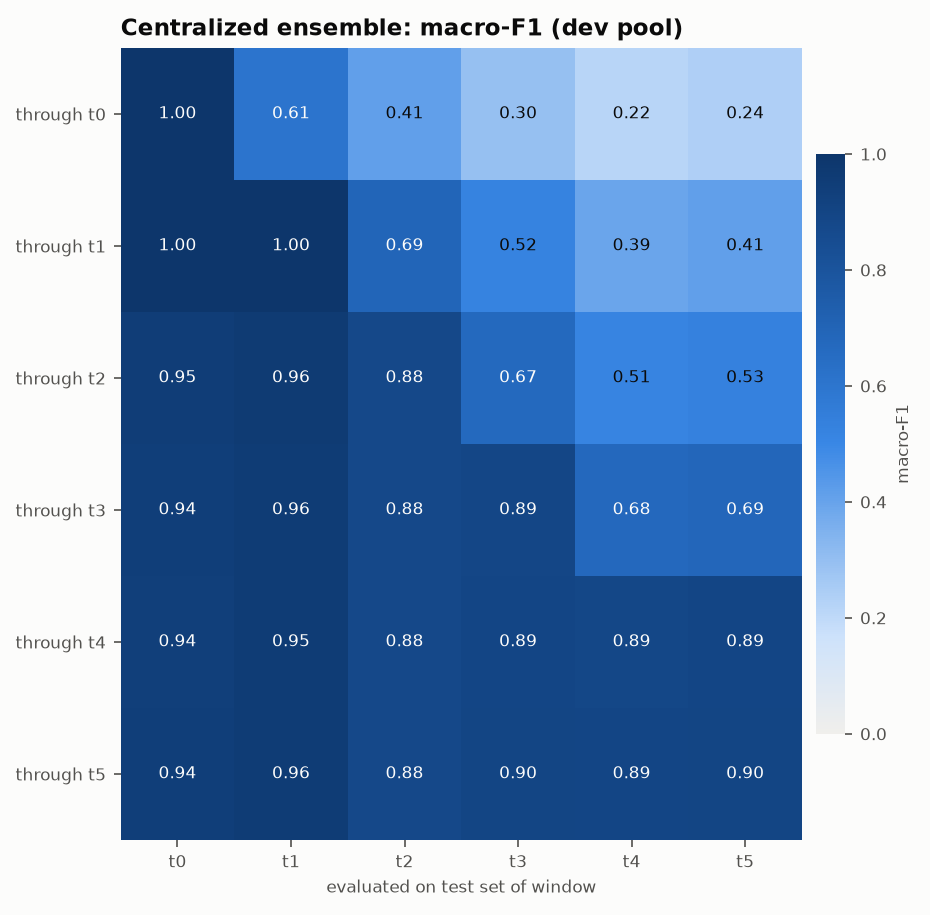 Centralized ensemble: macro-F1 (dev pool)
through t0 1.00 0.61 0.41 0.30 0.22 0.24
through t1 1.00 1.00 0.69 0.52 0.39 0.41
through t2 0.95 0.96 0.88 0.67 0.51 0.53
through t3 0.94 0.96 0.88 0.89 0.68 0.69
through t4 0.94 0.95 0.88 0.89 0.89 0.89
through t5 0.94 0.96 0.88 0.90 0.89 0.90
t0 t1 t2 t3 t4 t5
evaluated on test set of window
1.0
0.8
0.6
0.4
0.2
0.0
macro-F1